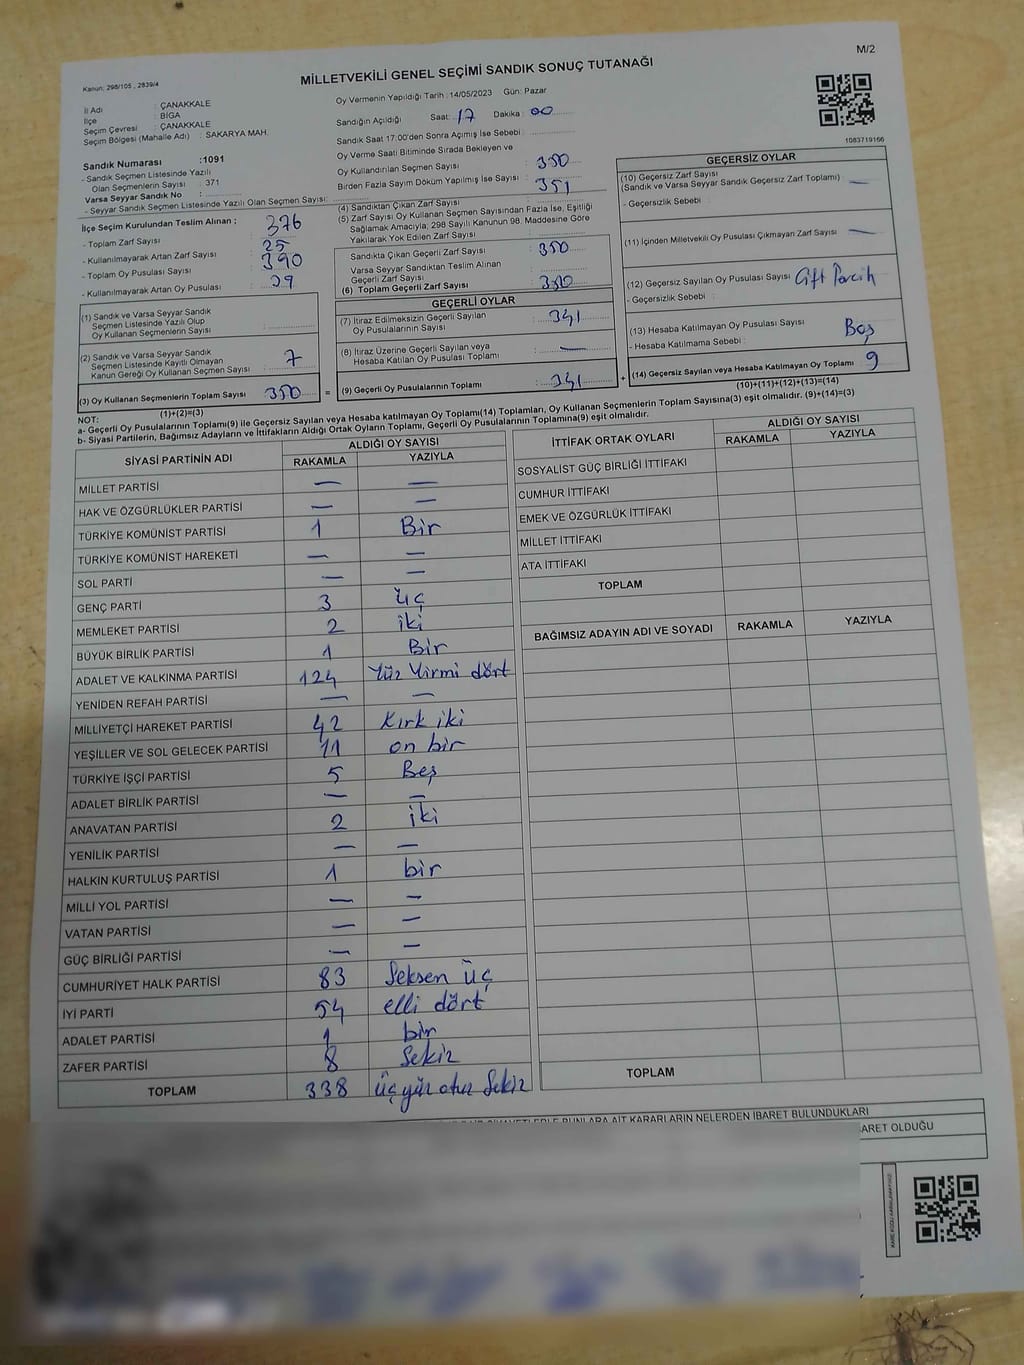 M/2
Kanun: 298/105 , 2839/4
MİLLETVEKİLİ GENEL SEÇİMİ SANDIK SONUÇ TUTANAĞI
İl Adı : ÇANAKKALE
İlçe : BİGA
Seçim Çevresi : ÇANAKKALE
Seçim Bölgesi (Mahalle Adı) : SAKARYA MAH.
Sandık Numarası :1091
- Sandık Seçmen Listesinde Yazılı
Olan Seçmenlerin Sayısı : 371
Varsa Seyyar Sandık No :
- Seyyar Sandık Seçmen Listesinde Yazılı Olan Seçmen Sayısı:
Oy Vermenin Yapıldığı Tarih : 14/05/2023 Gün: Pazar
Sandığın Açıldığı Saat: 17 Dakika : 00
Sandık Saat 17:00'den Sonra Açımış İse Sebebi :
Oy Verme Saati Bitiminde Sırada Bekleyen ve
Oy Kullandırılan Seçmen Sayısı : 350
Birden Fazla Sayım Döküm Yapılmış İse Sayısı : 351
1083719166
İlçe Seçim Kurulundan Teslim Alınan ;
- Toplam Zarf Sayısı : 376
- Kullanılmayarak Artan Zarf Sayısı : 25
- Toplam Oy Pusulası Sayısı : 390
- Kullanılmayarak Artan Oy Pusulası : 29
(1) Sandık ve Varsa Seyyar Sandık
Seçmen Listesinde Yazılı Olup
Oy Kullanan Seçmenlerin Sayısı :
(2) Sandık ve Varsa Seyyar Sandık
Seçmen Listesinde Kayıtlı Olmayan
Kanun Gereği Oy Kullanan Seçmen Sayısı : 7
(3) Oy Kullanan Seçmenlerin Toplam Sayısı : 350 =
(1)+(2)=(3)
(4) Sandıktan Çıkan Zarf Sayısı
(5) Zarf Sayısı Oy Kullanan Seçmen Sayısından Fazla İse, Eşitliği
Sağlamak Amacıyla; 298 Sayılı Kanunun 98. Maddesine Göre
Yakılarak Yok Edilen Zarf Sayısı :
Sandıkta Çıkan Geçerli Zarf Sayısı : 350
Varsa Seyyar Sandıktan Teslim Alınan
Geçerli Zarf Sayısı
(6) Toplam Geçerli Zarf Sayısı : 350
GEÇERLİ OYLAR
(7) İtiraz Edilmeksizin Geçerli Sayılan
Oy Pusulalarının Sayısı : 341
(8) İtiraz Üzerine Geçerli Sayılan veya
Hesaba Katılan Oy Pusulası Toplamı : —
(9) Geçerli Oy Pusulalarının Toplamı : 341 +
GEÇERSİZ OYLAR
(10) Geçersiz Zarf Sayısı
(Sandık ve Varsa Seyyar Sandık Geçersiz Zarf Toplamı) : —
- Geçersizlik Sebebi :
(11) İçinden Milletvekili Oy Pusulası Çıkmayan Zarf Sayısı : —
(12) Geçersiz Sayılan Oy Pusulası Sayısı : Çift
- Geçersizlik Sebebi :
(13) Hesaba Katılmayan Oy Pusulası Sayısı : Boş
- Hesaba Katılmama Sebebi :
(14) Geçersiz Sayılan veya Hesaba Katılmayan Oy Toplamı : 9
(10)+(11)+(12)+(13)=(14)
NOT:
a- Geçerli Oy Pusulalarının Toplamı(9) ile Geçersiz Sayılan veya Hesaba katılmayan Oy Toplamı(14) Toplamları, Oy Kullanan Seçmenlerin Toplam Sayısına(3) eşit olmalıdır. (9)+(14)=(3)
b- Siyasi Partilerin, Bağımsız Adayların ve İttifakların Aldığı Ortak Oyların Toplamı, Geçerli Oy Pusulalarının Toplamına(9) eşit olmalıdır.
SİYASİ PARTİNİN ADI ALDIĞI OY SAYISI
RAKAMLA YAZIYLA
MİLLET PARTİSİ — —
HAK VE ÖZGÜRLÜKLER PARTİSİ — —
TÜRKİYE KOMÜNİST PARTİSİ 1 Bir
TÜRKİYE KOMÜNİST HAREKETİ — —
SOL PARTİ — —
GENÇ PARTİ 3 üç
MEMLEKET PARTİSİ 2 iki
BÜYÜK BİRLİK PARTİSİ 1 Bir
ADALET VE KALKINMA PARTİSİ 124 Yüz Yirmi dört
YENİDEN REFAH PARTİSİ — —
MİLLİYETÇİ HAREKET PARTİSİ 42 Kırk iki
YEŞİLLER VE SOL GELECEK PARTİSİ 11 on bir
TÜRKİYE İŞÇİ PARTİSİ 5 Beş
ADALET BİRLİK PARTİSİ — —
ANAVATAN PARTİSİ 2 iki
YENİLİK PARTİSİ — —
HALKIN KURTULUŞ PARTİSİ 1 bir
MİLLİ YOL PARTİSİ — —
VATAN PARTİSİ — —
GÜÇ BİRLİĞİ PARTİSİ — —
CUMHURİYET HALK PARTİSİ 83 Seksen üç
İYİ PARTİ 54 elli dört
ADALET PARTİSİ 1 bir
ZAFER PARTİSİ 8 Sekiz
TOPLAM 338 üçyüz otuz Sekiz
İTTİFAK ORTAK OYLARI ALDIĞI OY SAYISI
RAKAMLA YAZIYLA
SOSYALİST GÜÇ BİRLİĞİ İTTİFAKI
CUMHUR İTTİFAKI
EMEK VE ÖZGÜRLÜK İTTİFAKI
MİLLET İTTİFAKI
ATA İTTİFAKI
TOPLAM
BAĞIMSIZ ADAYIN ADI VE SOYADI RAKAMLA YAZIYLA
TOPLAM
BUNLARA AİT KARARLARIN NELERDEN İBARET BULUNDUKLARI
ARET OLDUĞU